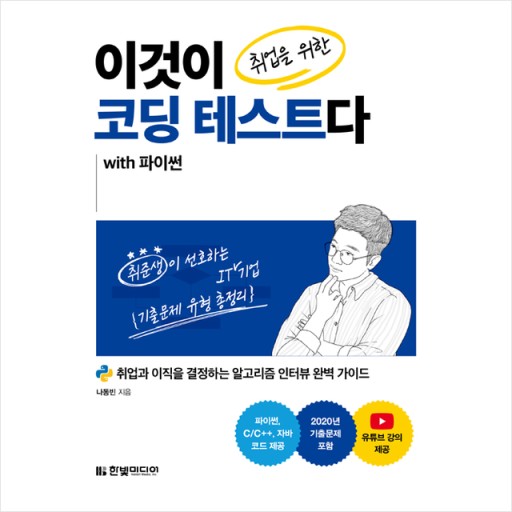 이것이
취업을 위한
코딩 테스트다
with 파이썬
취준생이 선호하는
IT기업
{기출문제 유형 총정리}
취업과 이직을 결정하는 알고리즘 인터뷰 완벽 가이드
나동빈 지음
파이썬,
C/C++, 자바
코드 제공
2020년
기출문제
포함
유튜브 강의
제공
한빛미디어